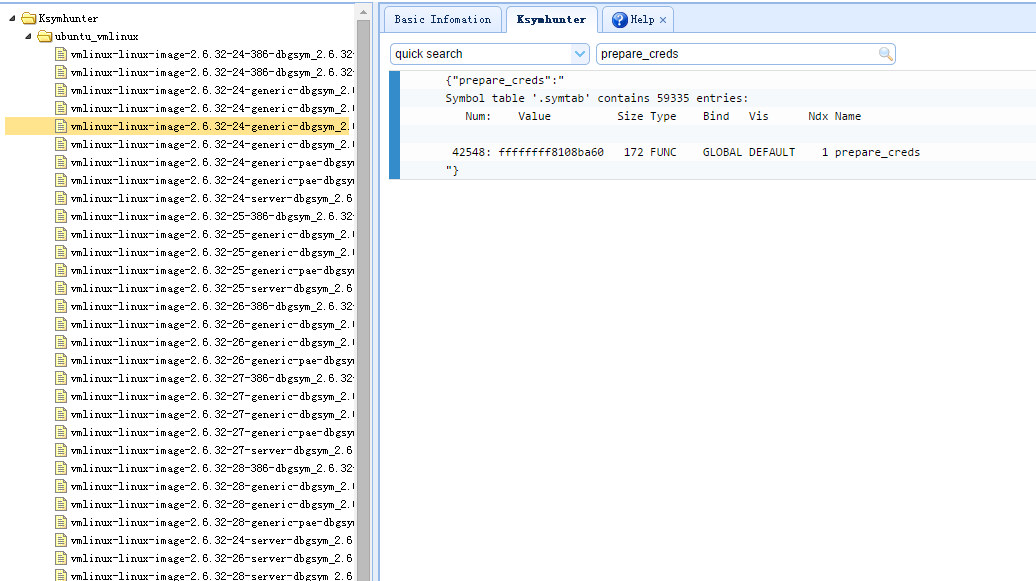 Ksymhunter
ubuntu_vmlinux
vmlinux-linux-image-2.6.32-24-386-dbgsym_2.6.32-
vmlinux-linux-image-2.6.32-24-386-dbgsym_2.6.32-
vmlinux-linux-image-2.6.32-24-generic-dbgsym_2.
vmlinux-linux-image-2.6.32-24-generic-dbgsym_2.
vmlinux-linux-image-2.6.32-24-generic-dbgsym_2.
vmlinux-linux-image-2.6.32-24-generic-dbgsym_2.
vmlinux-linux-image-2.6.32-24-generic-pae-dbgsy
vmlinux-linux-image-2.6.32-24-generic-pae-dbgsy
vmlinux-linux-image-2.6.32-24-server-dbgsym_2.6
vmlinux-linux-image-2.6.32-25-386-dbgsym_2.6.32-
vmlinux-linux-image-2.6.32-25-generic-dbgsym_2.
vmlinux-linux-image-2.6.32-25-generic-dbgsym_2.
vmlinux-linux-image-2.6.32-25-generic-pae-dbgsy
vmlinux-linux-image-2.6.32-25-server-dbgsym_2.6
vmlinux-linux-image-2.6.32-26-386-dbgsym_2.6.32-
vmlinux-linux-image-2.6.32-26-generic-dbgsym_2.
vmlinux-linux-image-2.6.32-26-generic-dbgsym_2.
vmlinux-linux-image-2.6.32-26-generic-pae-dbgsy
vmlinux-linux-image-2.6.32-27-386-dbgsym_2.6.32-
vmlinux-linux-image-2.6.32-27-generic-dbgsym_2.
vmlinux-linux-image-2.6.32-27-generic-dbgsym_2.
vmlinux-linux-image-2.6.32-27-generic-pae-dbgsy
vmlinux-linux-image-2.6.32-27-server-dbgsym_2.6
vmlinux-linux-image-2.6.32-28-386-dbgsym_2.6.32-
vmlinux-linux-image-2.6.32-28-generic-dbgsym_2.
vmlinux-linux-image-2.6.32-28-generic-dbgsym_2.
vmlinux-linux-image-2.6.32-28-generic-pae-dbgsy
vmlinux-linux-image-2.6.32-24-server-dbgsym_2.6
vmlinux-linux-image-2.6.32-26-server-dbgsym_2.6
vmlinux-linux-image-2.6.32-28-server-dbgsym_2.6
Basic Infomation Ksymhunter Help
quick search prepare_creds
{"prepare_creds":"
Symbol table '.symtab' contains 59335 entries:
Num: Value Size Type Bind Vis Ndx Name
42548: ffffffff8108ba60 172 FUNC GLOBAL DEFAULT 1 prepare_creds
"}